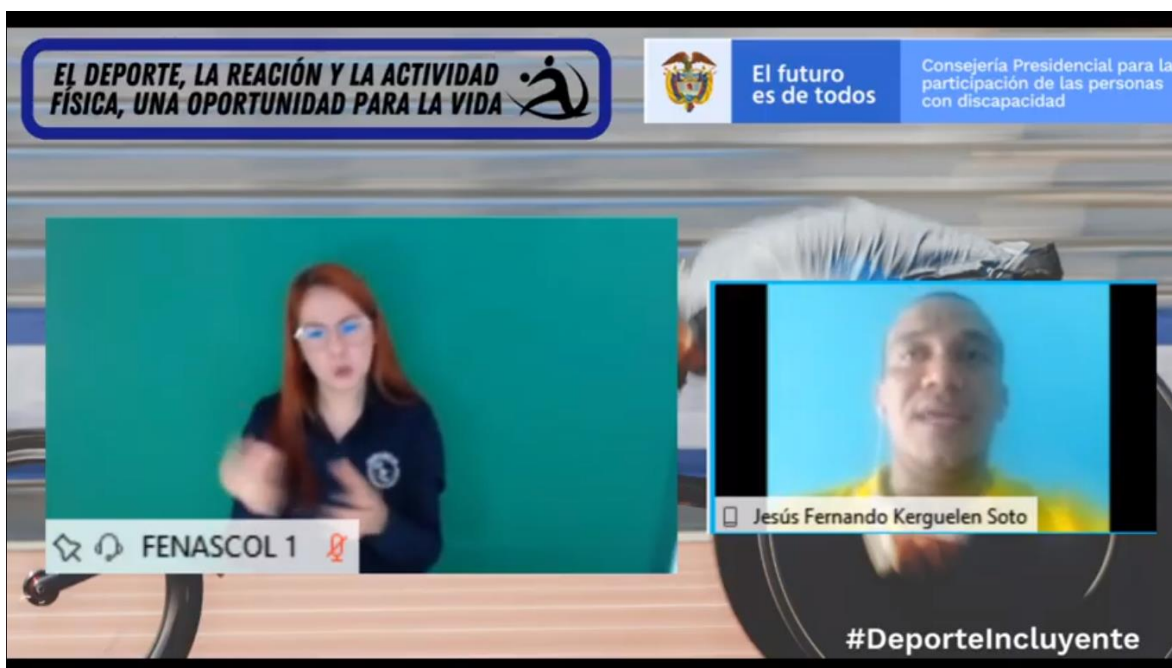 EL DEPORTE, LA REACIÓN Y LA ACTIVIDAD
FÍSICA, UNA OPORTUNIDAD PARA LA VIDA
El futuro
es de todos
Consejería Presidencial para la
participación de las personas
con discapacidad
FENASCOL 1
Jesús Fernando Kerguelen Soto
#DeporteIncluyente